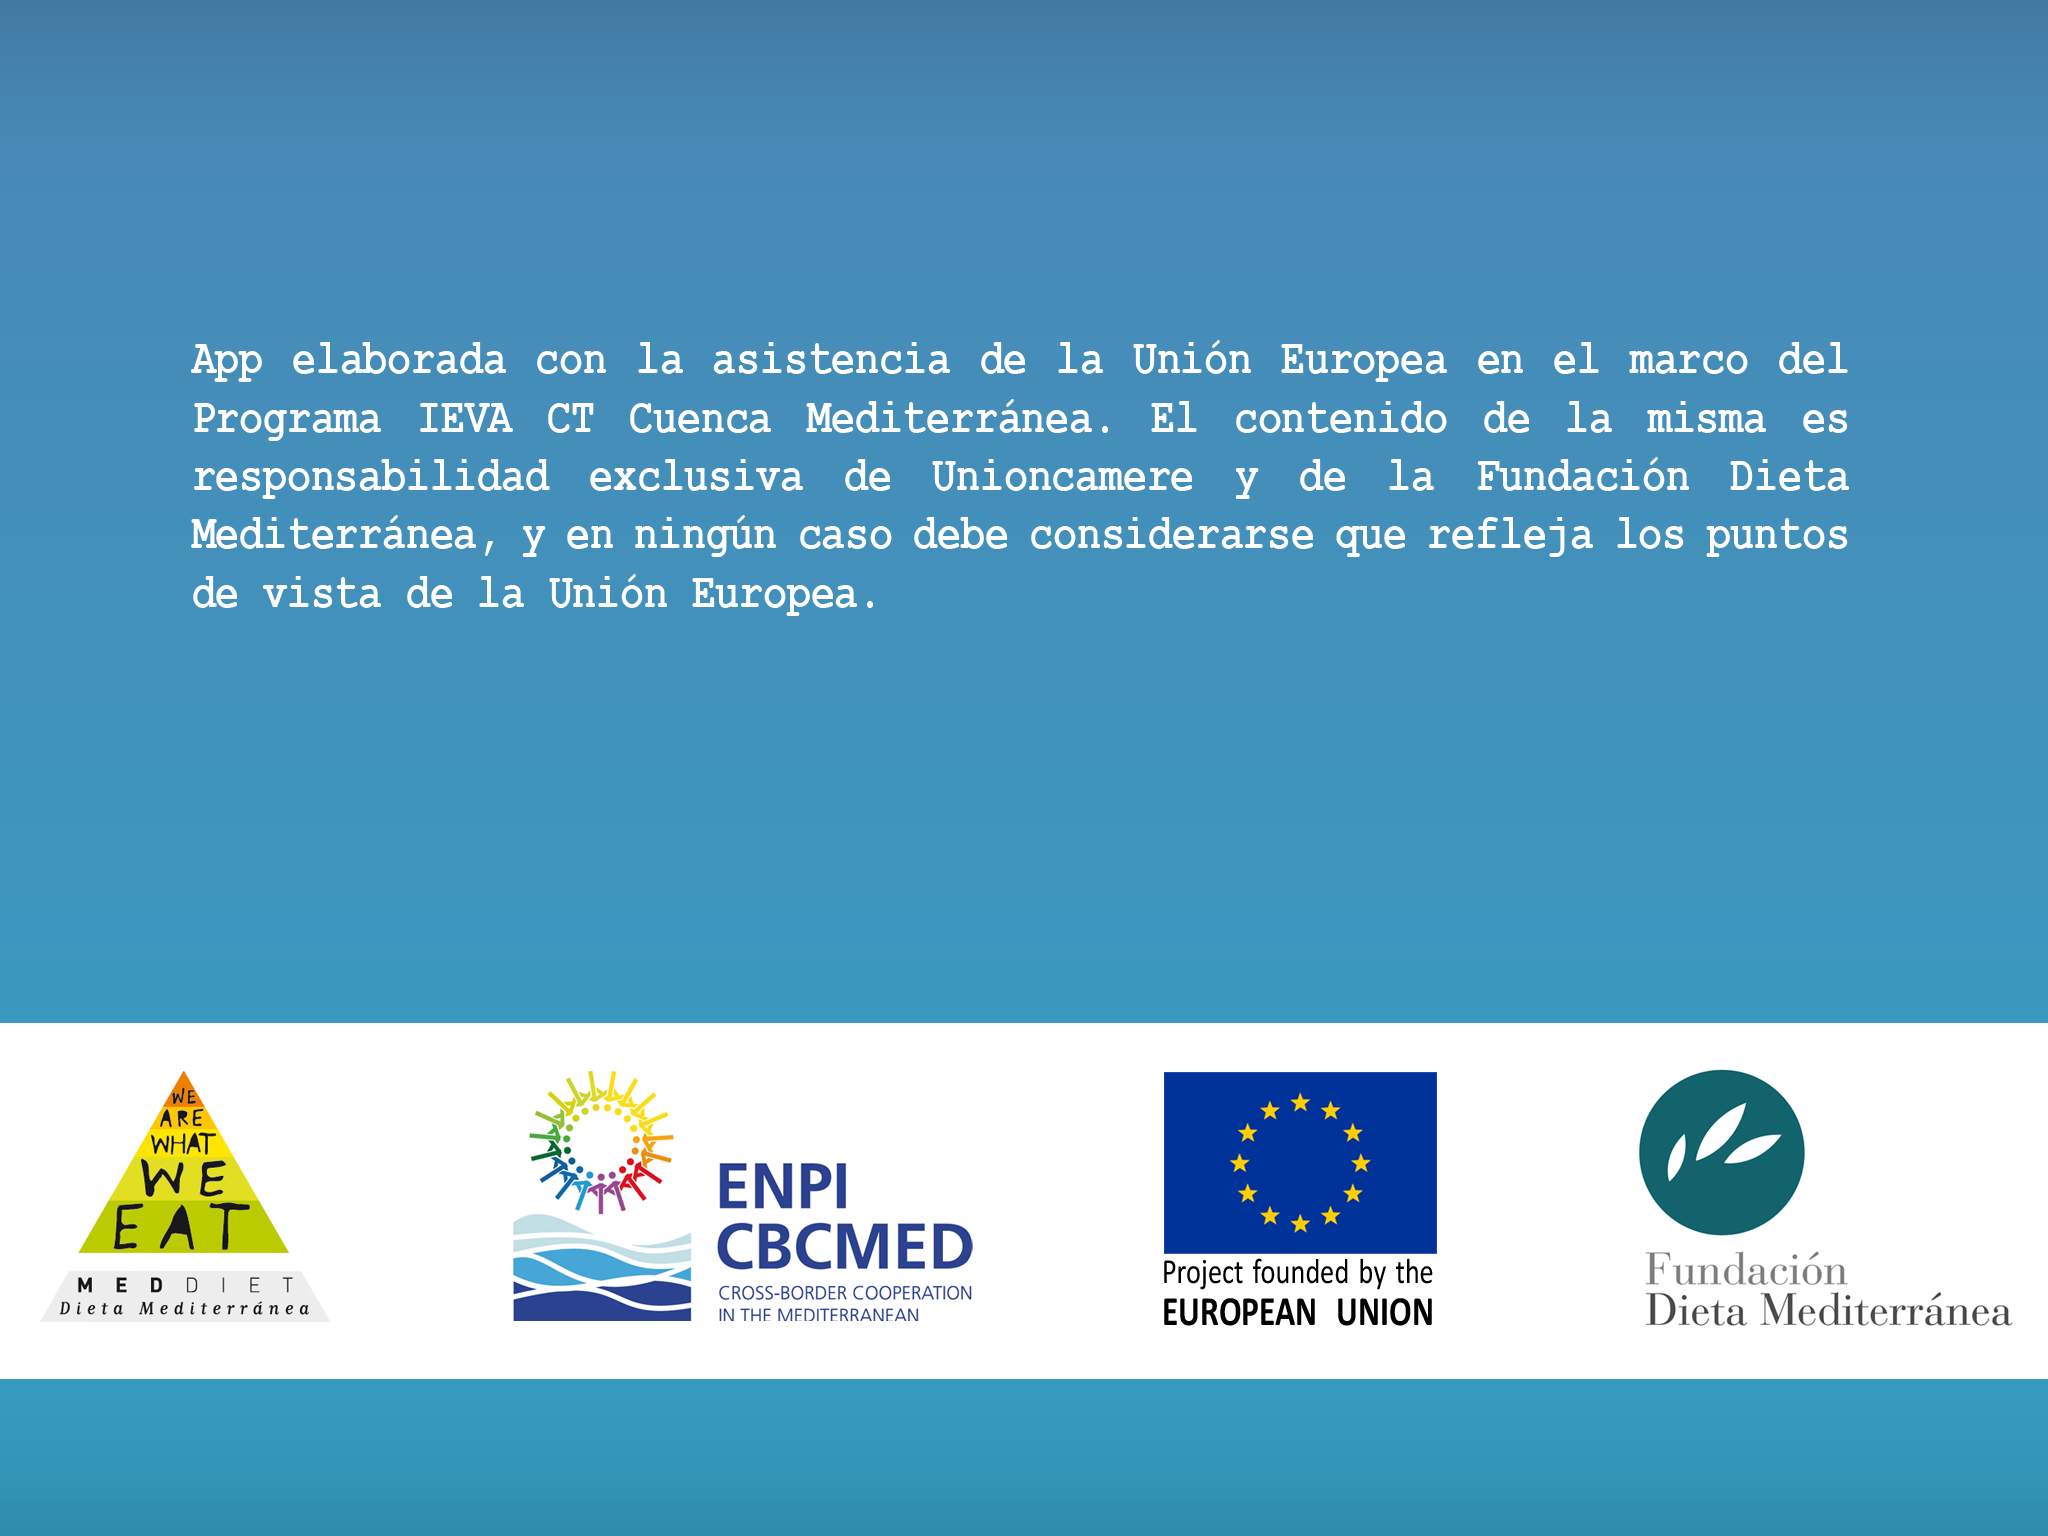 App elaborada con la asistencia de la Unión Europea en el marco del
Programa IEVA CT Cuenca Mediterránea. El contenido de la misma es
responsabilidad exclusiva de Unioncamere y de la Fundación Dieta
Mediterránea, y en ningún caso debe considerarse que refleja los puntos
de vista de la Unión Europea.
WE
ARE
WHAT
WE
EAT
MEDDIET
Dieta Mediterránea
ENPI
CBCMED
CROSS-BORDER COOPERATION
IN THE MEDITERRANEAN
Project founded by the
EUROPEAN UNION
Fundación
Dieta Mediterránea